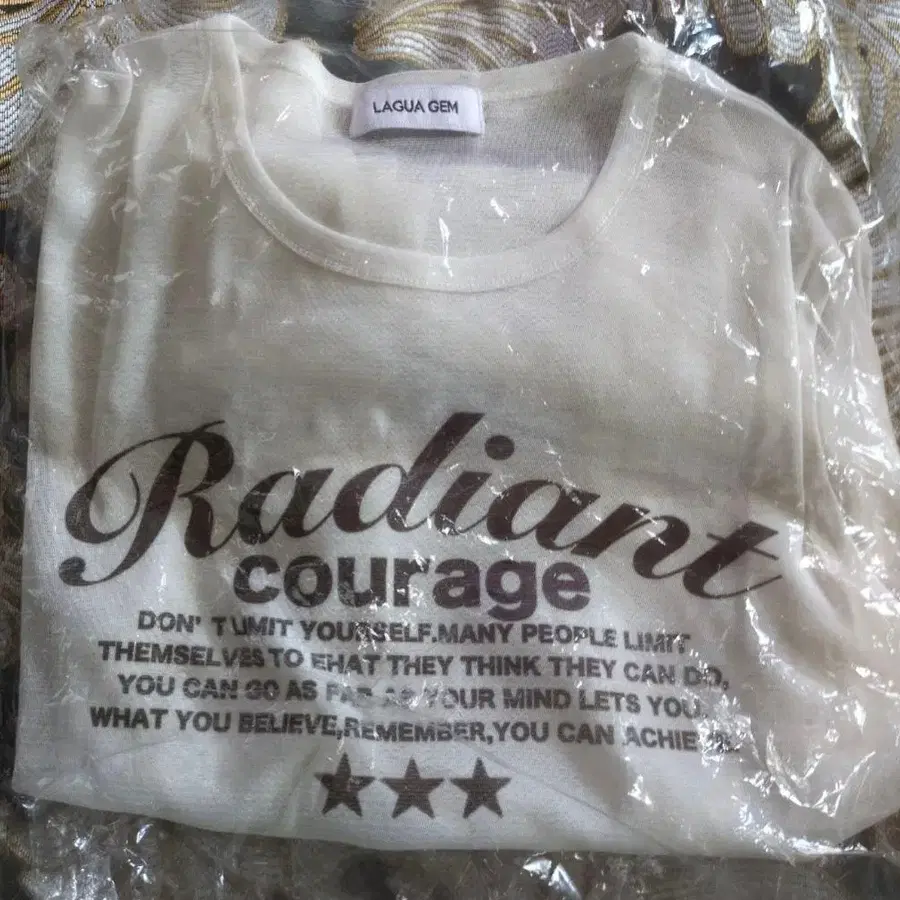 LAGUA GEM
Radiant
courage
DON' T LIMIT YOURSELF.MANY PEOPLE LIMIT
THEMSELVES TO EHAT THEY THINK THEY CAN DO,
YOU CAN GO AS FAR AS YOUR MIND LETS YOU.
WHAT YOU BELIEVE,REMEMBER,YOU CAN ACHIEVE.